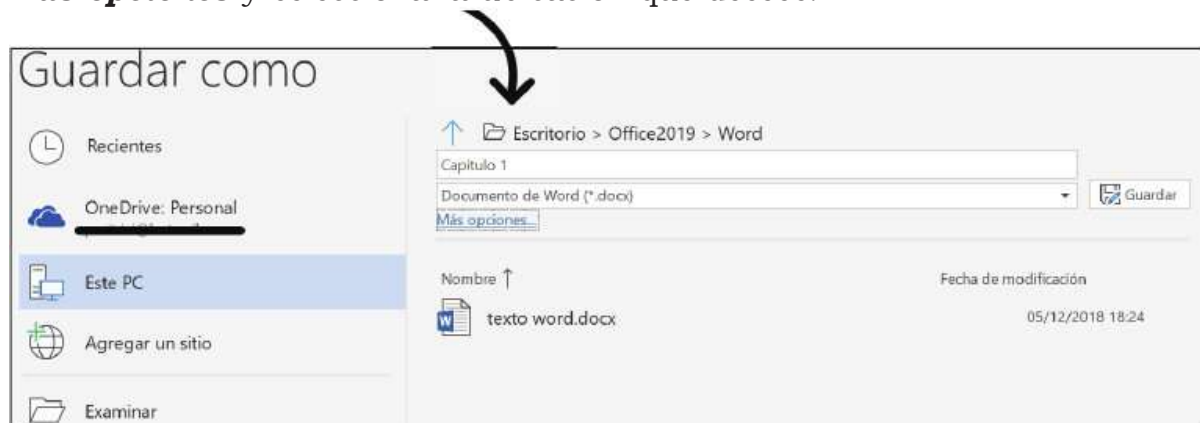 Guardar como
Recientes
OneDrive: Personal
Este PC
Agregar un sitio
Examinar
Escritorio > Office2019 > Word
Capitulo 1
Documento de Word (*.docx)
Guardar
Más opciones...
Nombre ↑
Fecha de modificación
texto word.docx
05/12/2018 18:24